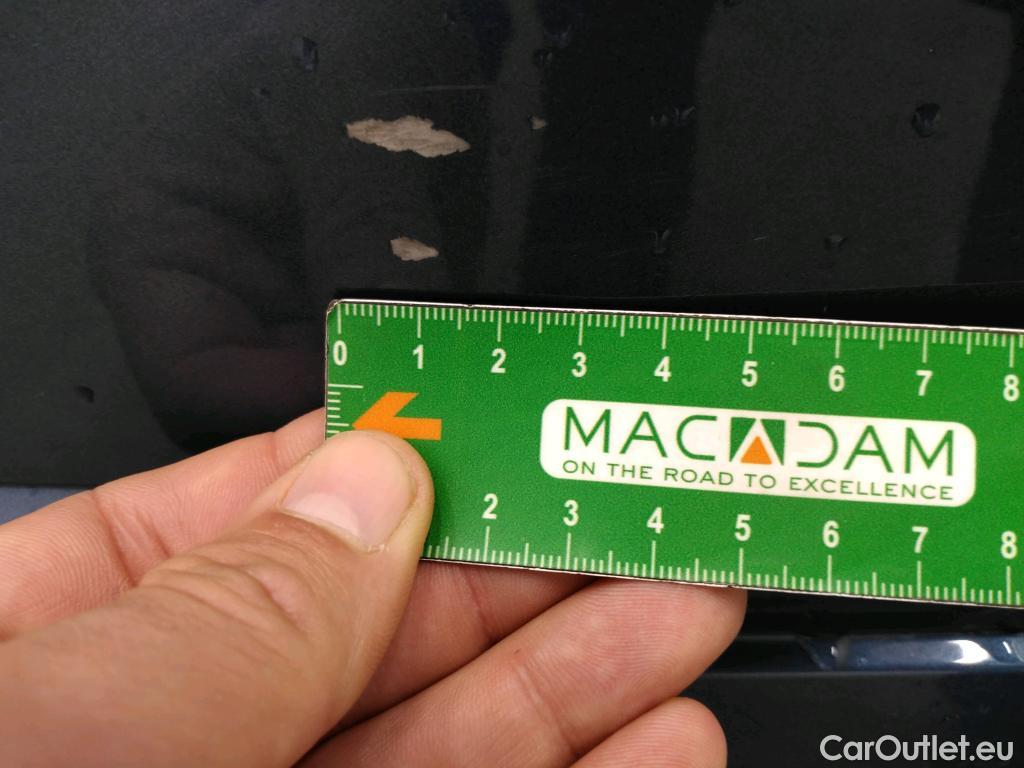 0 1 2 3 4 5 6 7 8
MACADAM
ON THE ROAD TO EXCELLENCE
2 3 4 5 6 7 8
CarOutlet.eu